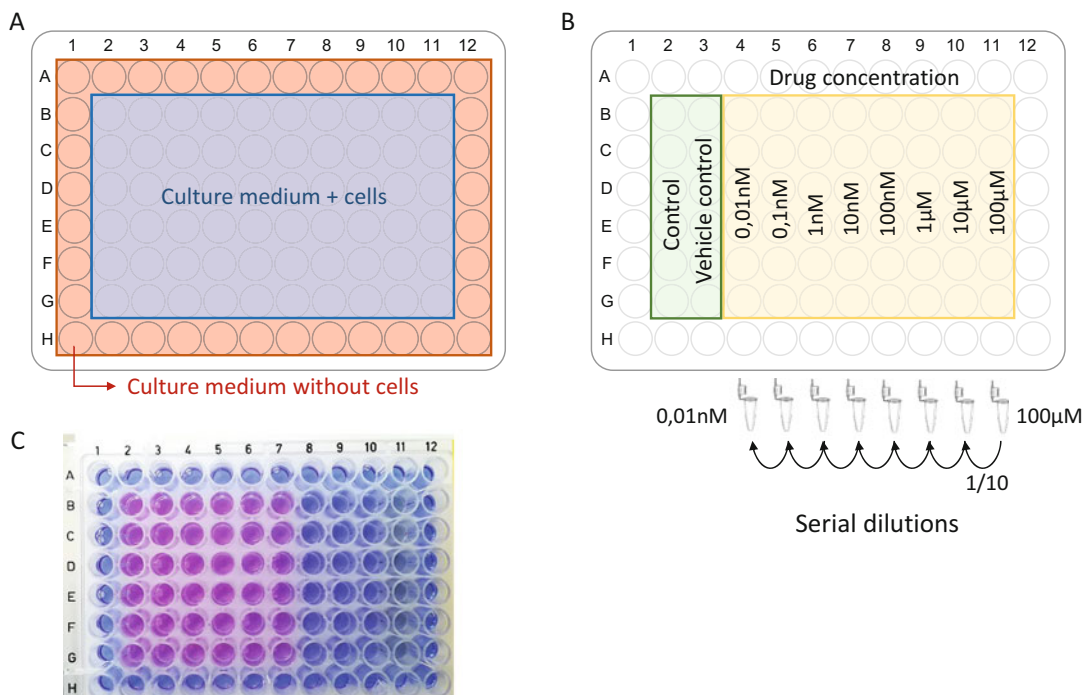 A
1 2 3 4 5 6 7 8 9 10 11 12
A
B
C
D
E
F
G
H
Culture medium + cells
Culture medium without cells
B
1 2 3 4 5 6 7 8 9 10 11 12
A
B
C
D
E
F
G
H
Drug concentration
Control
Vehicle control
0,01nM
0,1nM
1nM
10nM
100nM
1µM
10µM
100µM
0,01nM
100µM
1/10
Serial dilutions
C
1 2 3 4 5 6 7 8 9 10 11 12
A
B
C
D
E
F
G
H